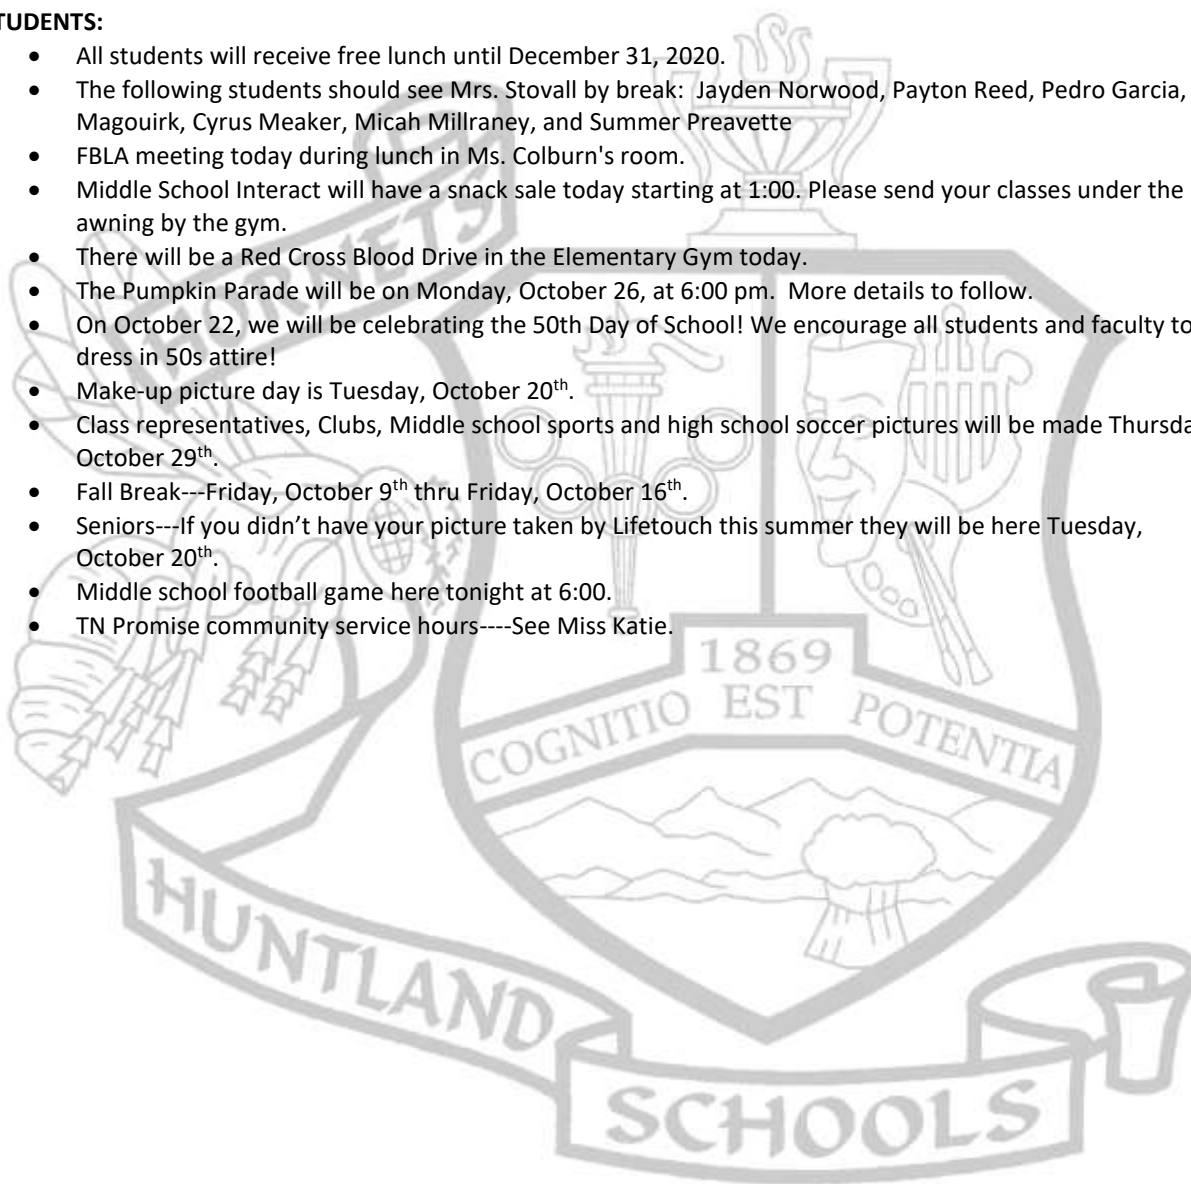 TUDENTS:
• All students will receive free lunch until December 31, 2020.
• The following students should see Mrs. Stovall by break:  Jayden Norwood, Payton Reed, Pedro Garcia,
Magouirk, Cyrus Meaker, Micah Millraney, and Summer Preavette
• FBLA meeting today during lunch in Ms. Colburn's room.
• Middle School Interact will have a snack sale today starting at 1:00. Please send your classes under the
awning by the gym.
• There will be a Red Cross Blood Drive in the Elementary Gym today.
• The Pumpkin Parade will be on Monday, October 26, at 6:00 pm.  More details to follow.
• On October 22, we will be celebrating the 50th Day of School! We encourage all students and faculty to
dress in 50s attire!
• Make-up picture day is Tuesday, October 20th.
• Class representatives, Clubs, Middle school sports and high school soccer pictures will be made Thursda
October 29th.
• Fall Break---Friday, October 9th thru Friday, October 16th.
• Seniors---If you didn’t have your picture taken by Lifetouch this summer they will be here Tuesday,
October 20th.
• Middle school football game here tonight at 6:00.
• TN Promise community service hours----See Miss Katie.
HORNETS
1869
COGNITIO EST POTENTIA
HUNTLAND
SCHOOLS